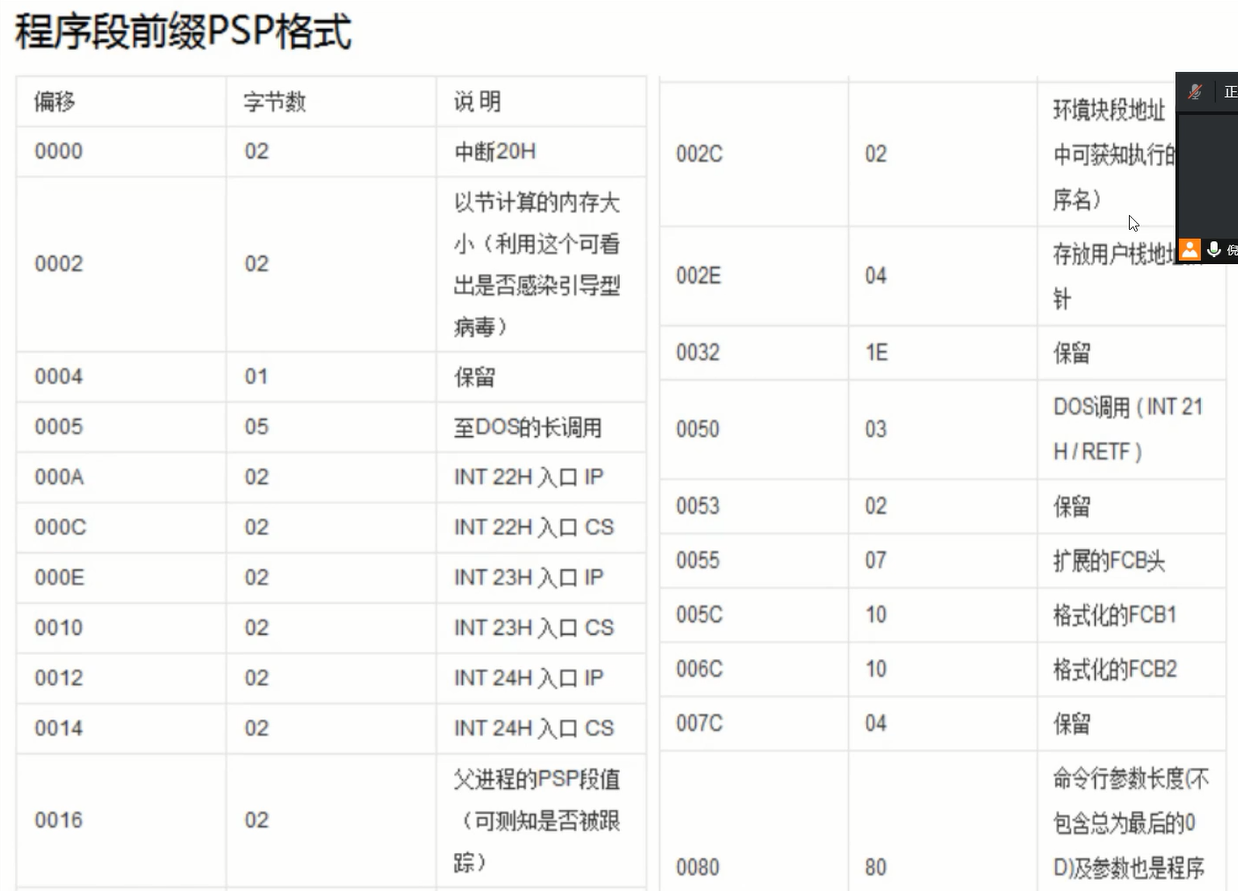 程序段前缀PSP格式
偏移 字节数 说 明
0000 02 中断20H
0002 02 以节计算的内存大
小（利用这个可看
出是否感染引导型
病毒）
0004 01 保留
0005 05 至DOS的长调用
000A 02 INT 22H 入口 IP
000C 02 INT 22H 入口 CS
000E 02 INT 23H 入口 IP
0010 02 INT 23H 入口 CS
0012 02 INT 24H 入口 IP
0014 02 INT 24H 入口 CS
0016 02 父进程的PSP段值
（可测知是否被跟
踪）
002C 02 环境块段地址
中可获知执行的
序名）
002E 04 存放用户栈地址
针
0032 1E 保留
0050 03 DOS调用 ( INT 21
H / RETF )
0053 02 保留
0055 07 扩展的FCB头
005C 10 格式化的FCB1
006C 10 格式化的FCB2
007C 04 保留
0080 80 命令行参数长度(不
包含总为最后的0
D)及参数也是程序
正
倪